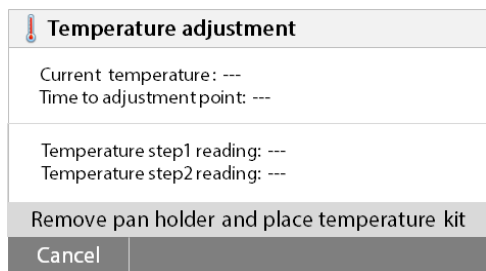 Temperature adjustment
Current temperature: ---
Time to adjustment point: ---
Temperature step1 reading: ---
Temperature step2 reading: ---
Remove pan holder and place temperature kit
Cancel